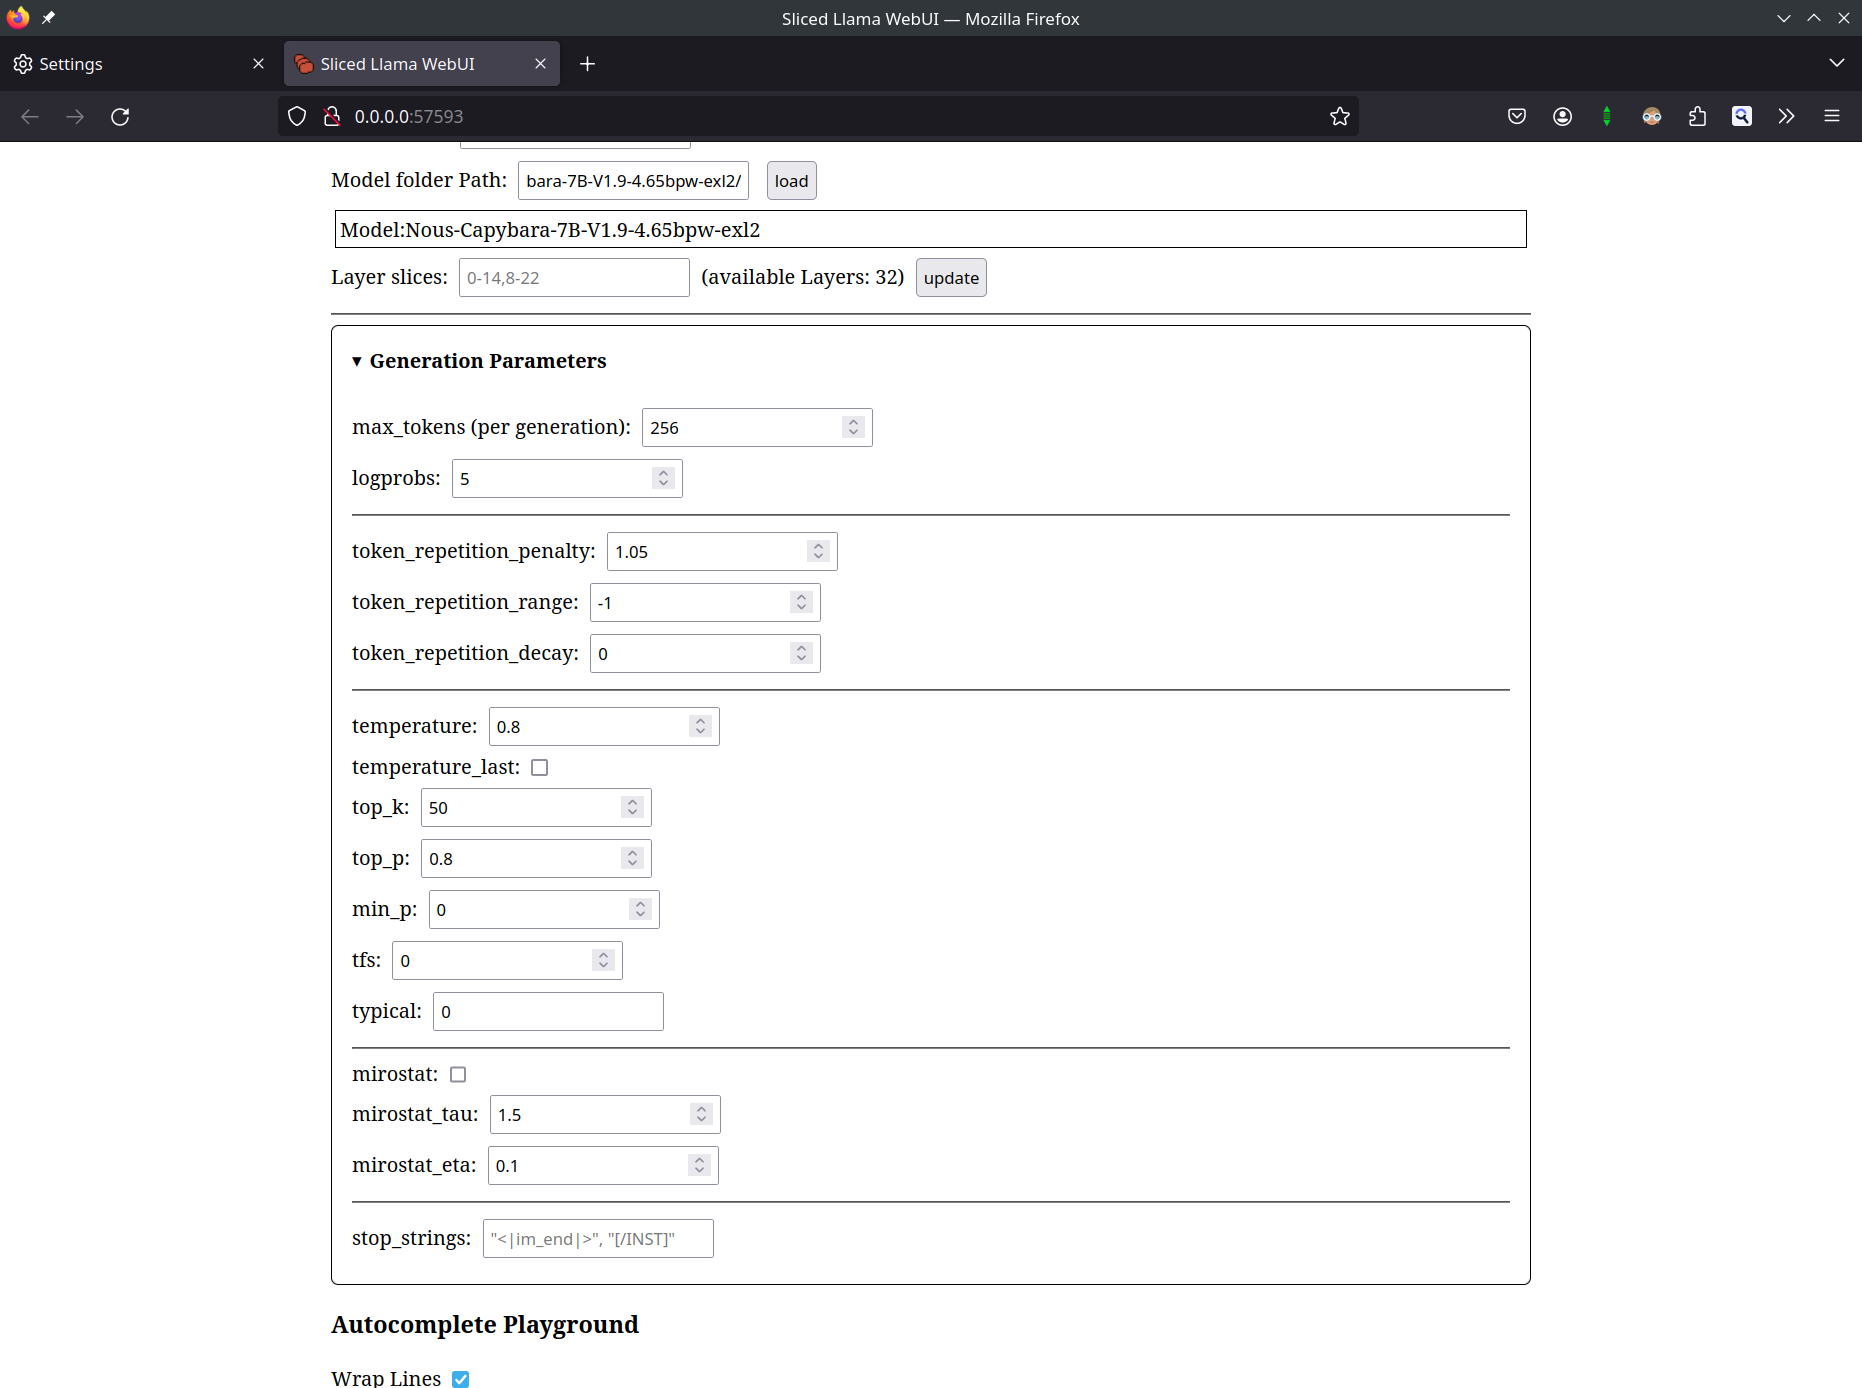 Sliced Llama WebUI — Mozilla Firefox
Settings
Sliced Llama WebUI
0.0.0.0:57593
Model folder Path: bara-7B-V1.9-4.65bpw-exl2/ load
Model:Nous-Capybara-7B-V1.9-4.65bpw-exl2
Layer slices: 0-14,8-22 (available Layers: 32) update
▾ Generation Parameters
max_tokens (per generation): 256
logprobs: 5
token_repetition_penalty: 1.05
token_repetition_range: -1
token_repetition_decay: 0
temperature: 0.8
temperature_last:
top_k: 50
top_p: 0.8
min_p: 0
tfs: 0
typical: 0
mirostat:
mirostat_tau: 1.5
mirostat_eta: 0.1
stop_strings: "<|im_end|>", "[/INST]"
Autocomplete Playground
Wrap Lines